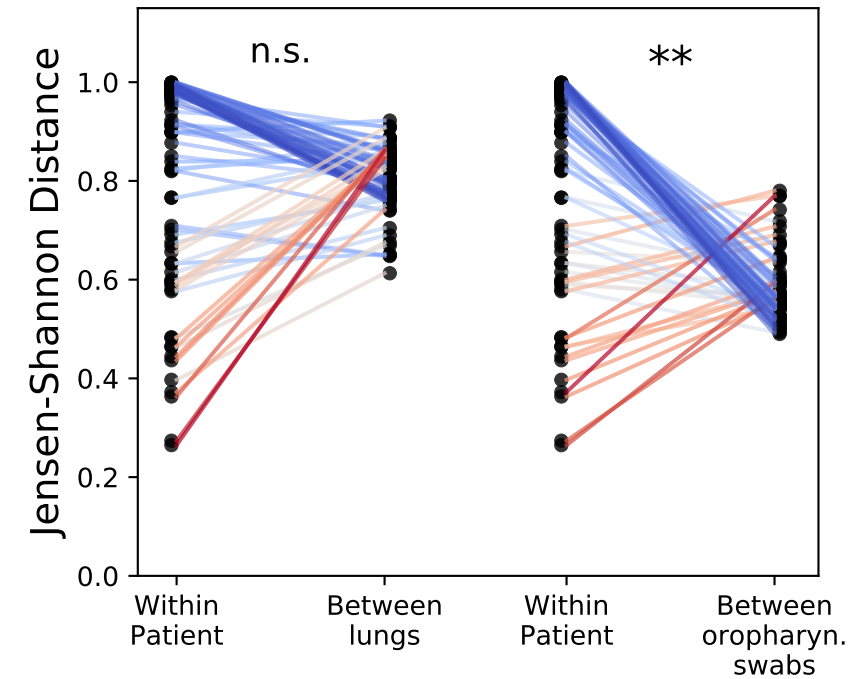 n.s.
**
Jensen-Shannon Distance
1.0
0.8
0.6
0.4
0.2
0.0
Within
Patient
Between
lungs
Within
Patient
Between
oropharyn.
swabs